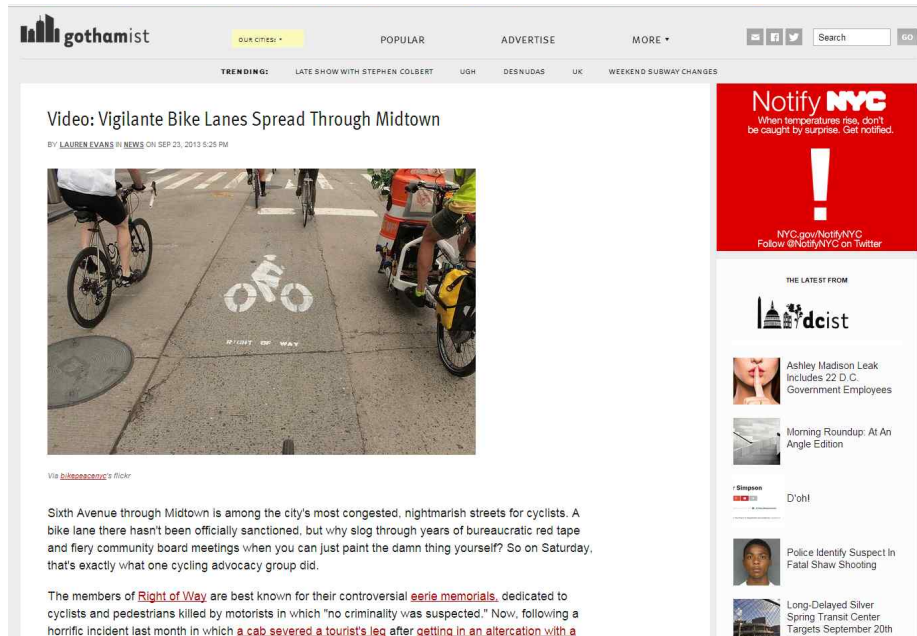 gothamist
OUR CITIES:
POPULAR
ADVERTISE
MORE
Search
GO
TRENDING:
LATE SHOW WITH STEPHEN COLBERT
UGH
DESNUDAS
UK
WEEKEND SUBWAY CHANGES
Video: Vigilante Bike Lanes Spread Through Midtown
BY LAUREN EVANS IN NEWS ON SEP 23, 2013 5:25 PM
RIGHT OF WAY
Via bikepeacenyc's flickr
Sixth Avenue through Midtown is among the city's most congested, nightmarish streets for cyclists. A
bike lane there hasn't been officially sanctioned, but why slog through years of bureaucratic red tape
and fiery community board meetings when you can just paint the damn thing yourself? So on Saturday,
that's exactly what one cycling advocacy group did.
The members of Right of Way are best known for their controversial eerie memorials, dedicated to
cyclists and pedestrians killed by motorists in which "no criminality was suspected." Now, following a
horrific incident last month in which a cab severed a tourist's leg after getting in an altercation with a
Notify NYC
When temperatures rise, don't
be caught by surprise. Get notified.
!
NYC.gov/NotifyNYC
Follow @NotifyNYC on Twitter
THE LATEST FROM
dcist
Ashley Madison Leak
Includes 22 D.C.
Government Employees
Morning Roundup: At An
Angle Edition
Simpson
D'oh!
Police Identify Suspect In
Fatal Shaw Shooting
Long-Delayed Silver
Spring Transit Center
Targets September 20th